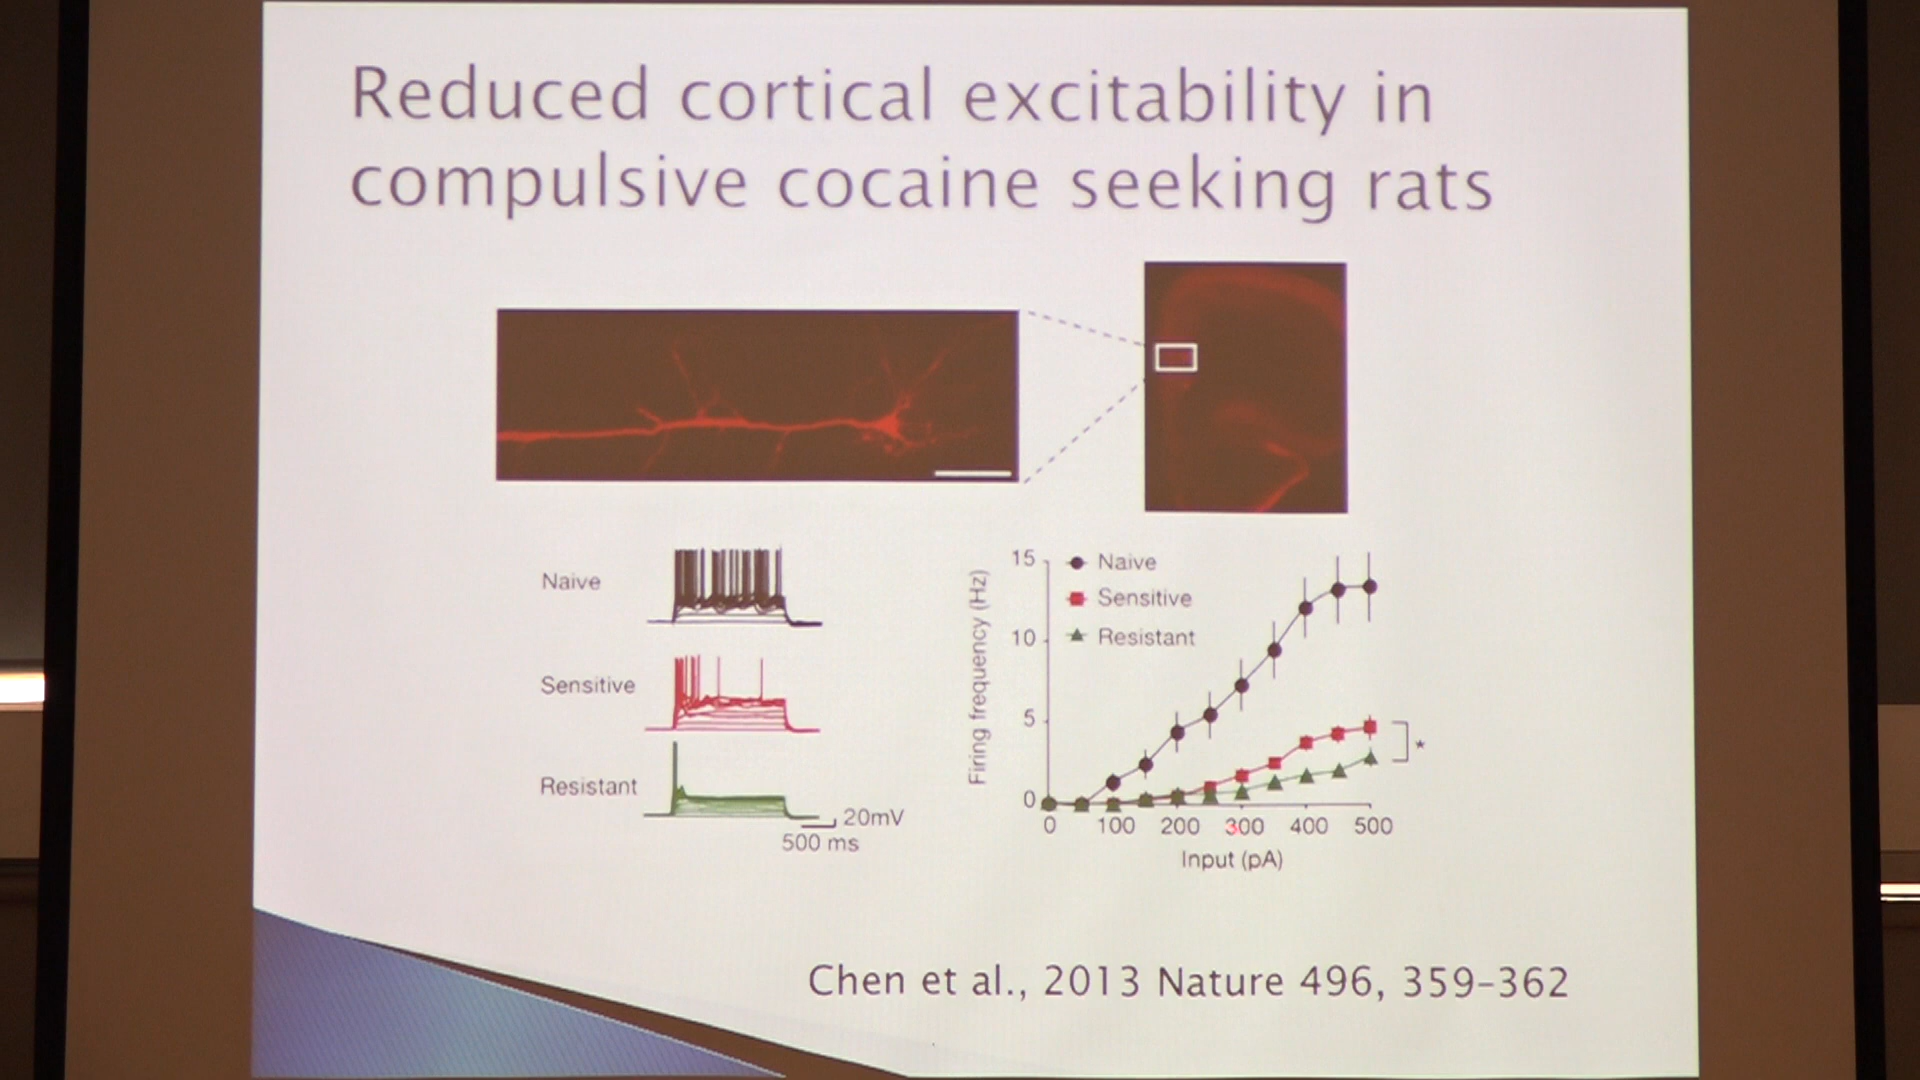 Reduced cortical excitability in
compulsive cocaine seeking rats
Naive
Sensitive
Resistant
20mV
500 ms
Firing frequency (Hz)
15
10
5
0
Naive
Sensitive
Resistant
*
0 100 200 300 400 500
Input (pA)
Chen et al., 2013 Nature 496, 359-362